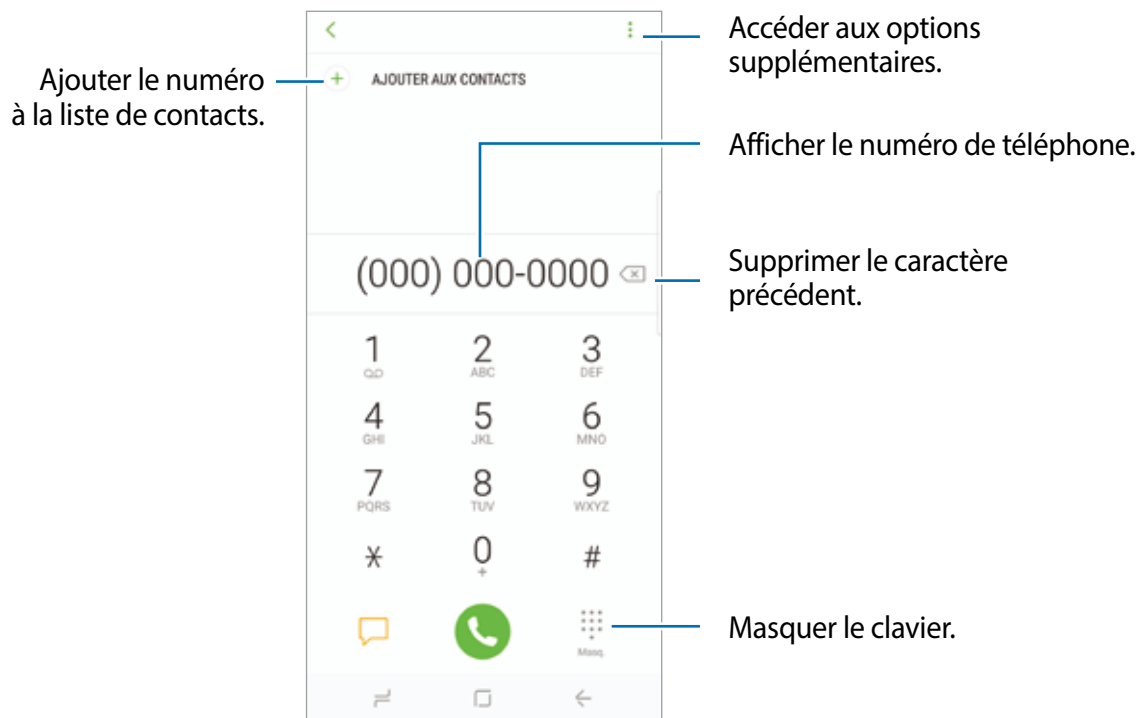 Accéder aux options
supplémentaires.
Ajouter le numéro
à la liste de contacts.
AJOUTER AUX CONTACTS
Afficher le numéro de téléphone.
(000) 000-0000
Supprimer le caractère
précédent.
1 2 3
ABC DEF
4 5 6
GHI JKL MNO
7 8 9
PQRS TUV WXYZ
* 0 #
+
Masq.
Masquer le clavier.